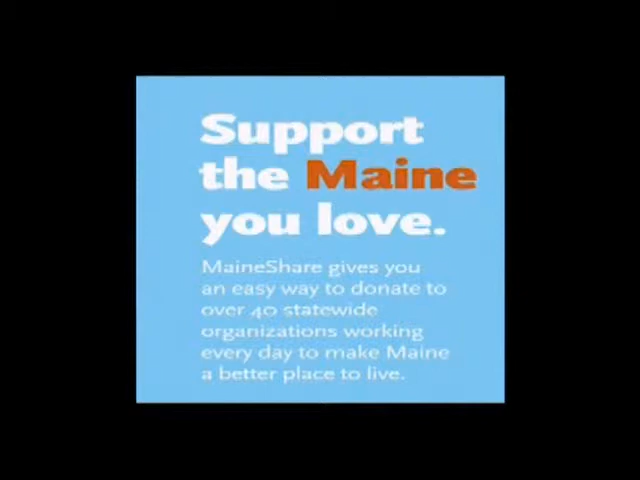 Support
the Maine
you love.
MaineShare gives you
an easy way to donate to
over 40 statewide
organizations working
every day to make Maine
a better place to live.